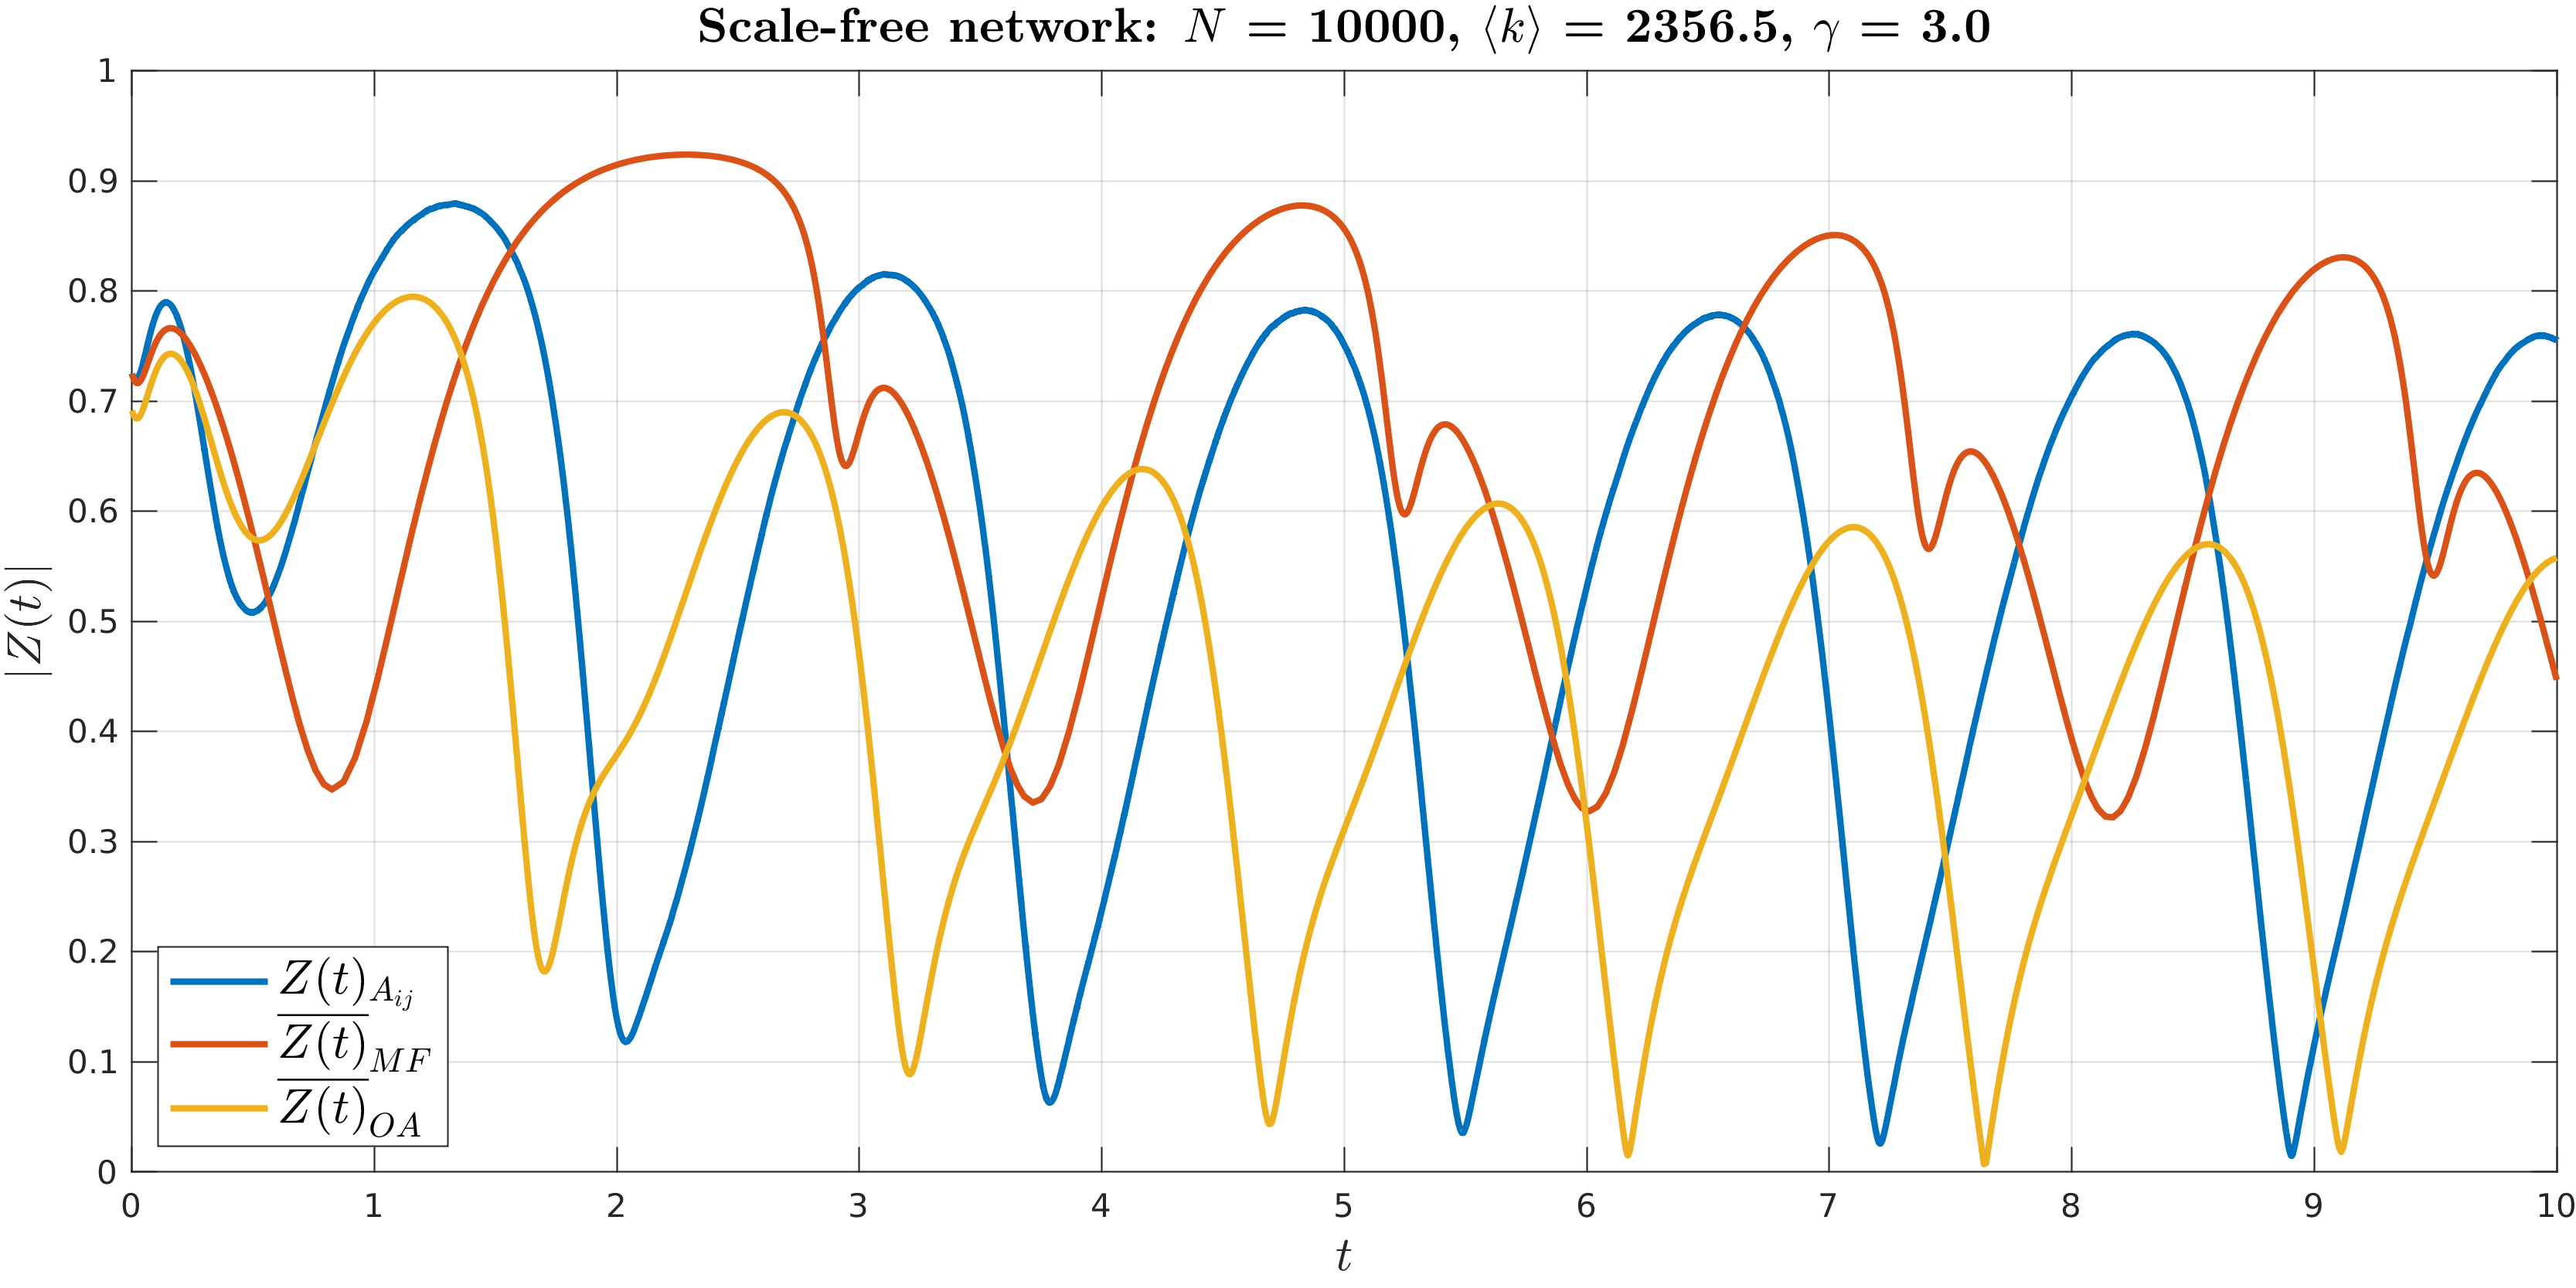 Scale-free network: N = 10000, ⟨k⟩ = 2356.5, γ = 3.0
|Z(t)|
1
0.9
0.8
0.7
0.6
0.5
0.4
0.3
0.2
0.1
0
Z(t)_{A_{ij}}
\overline{Z(t)}_{MF}
\overline{Z(t)}_{OA}
0 1 2 3 4 5 6 7 8 9 10
t